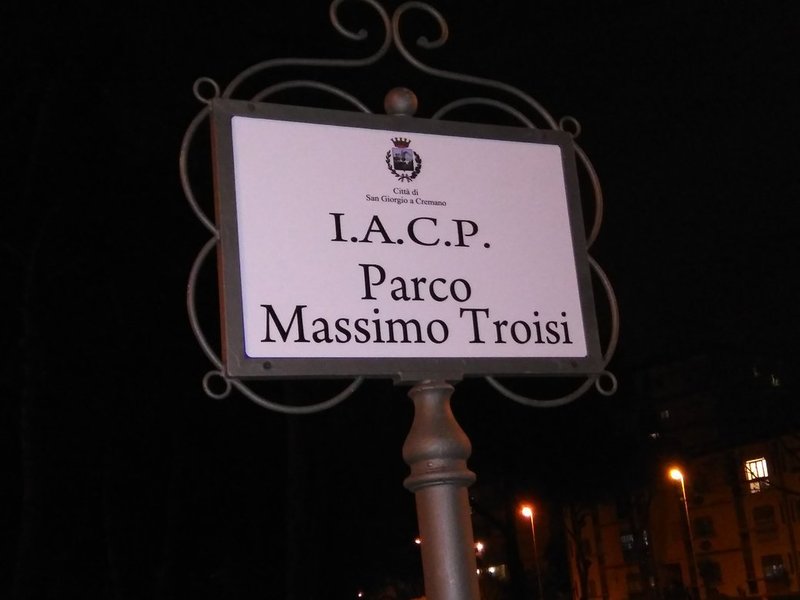 Città di
San Giorgio a Cremano
I.A.C.P.
Parco
Massimo Troisi